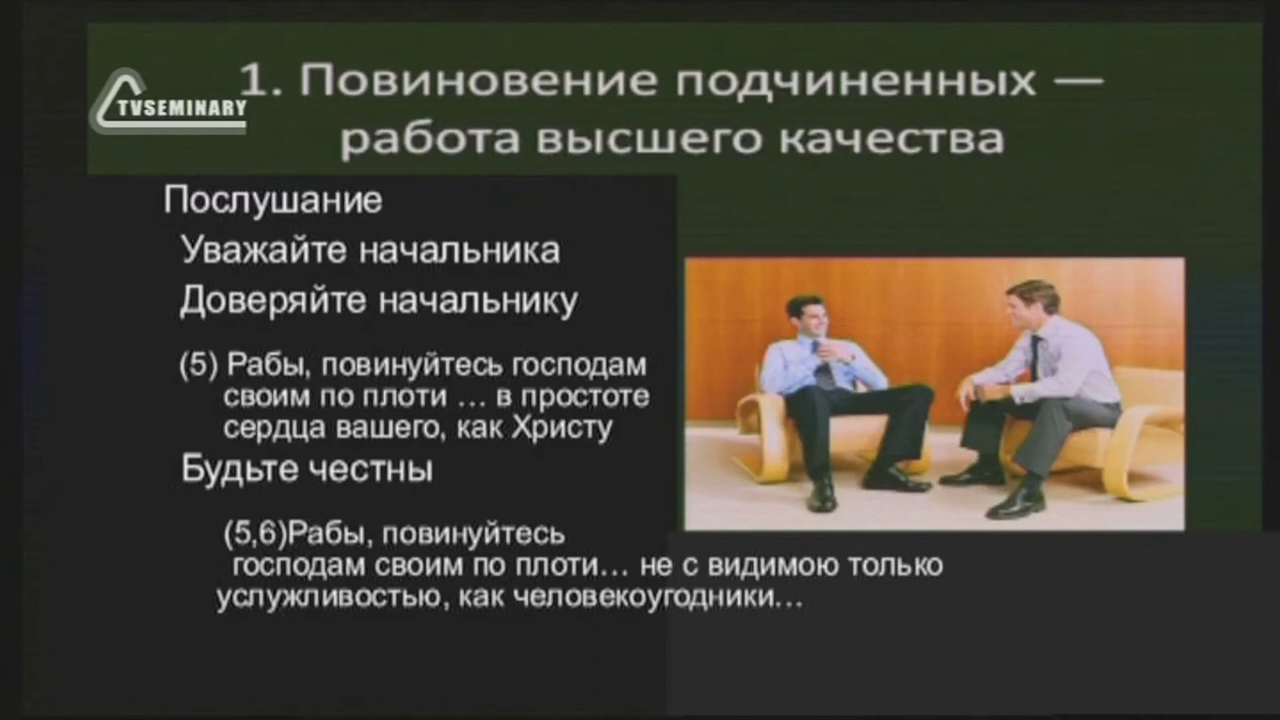 1. Повиновение подчиненных —
работа высшего качества
TVSEMINARY
Послушание
Уважайте начальника
Доверяйте начальнику
(5) Рабы, повинуйтесь господам
своим по плоти … в простоте
сердца вашего, как Христу
Будьте честны
(5,6)Рабы, повинуйтесь
господам своим по плоти… не с видимою только
услужливостью, как человекоугодники…